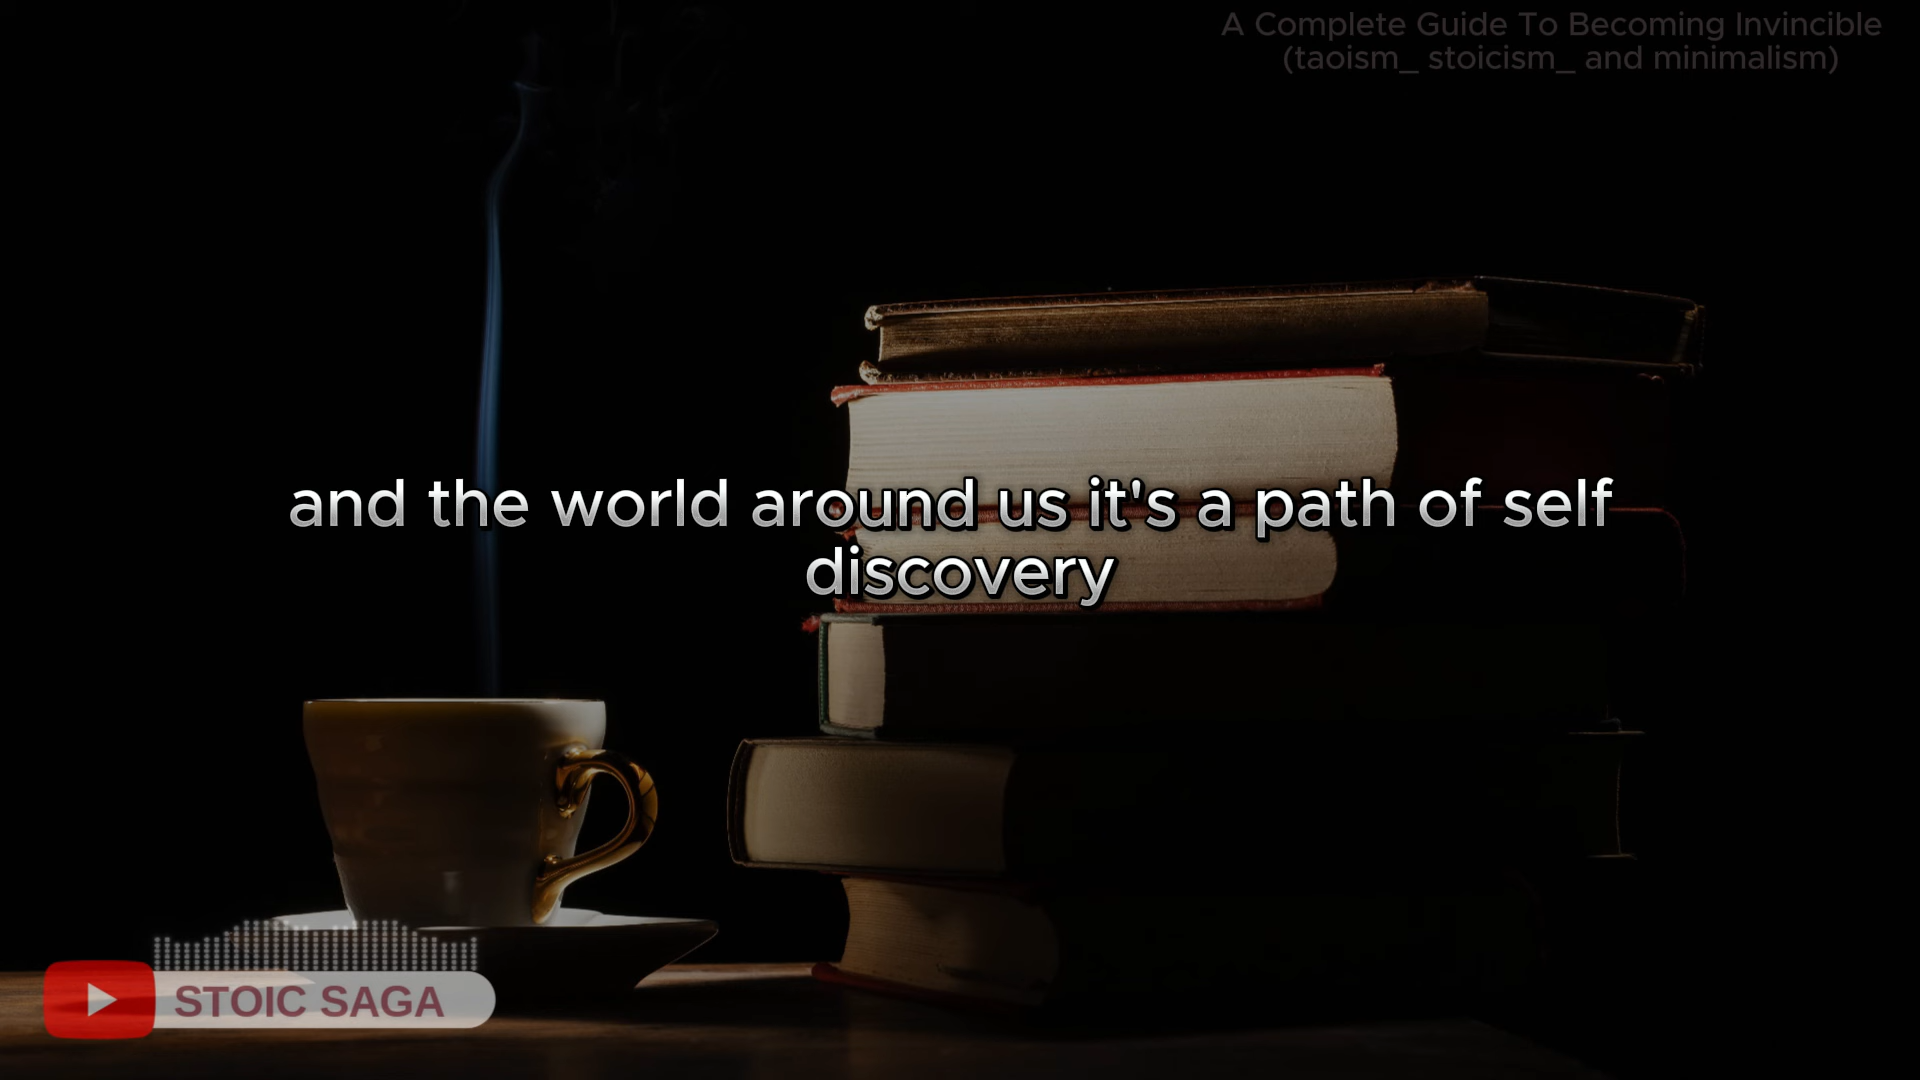 A Complete Guide To Becoming Invincible
(taoism_ stoicism_ and minimalism)
and the world around us it's a path of self
discovery
STOIC SAGA